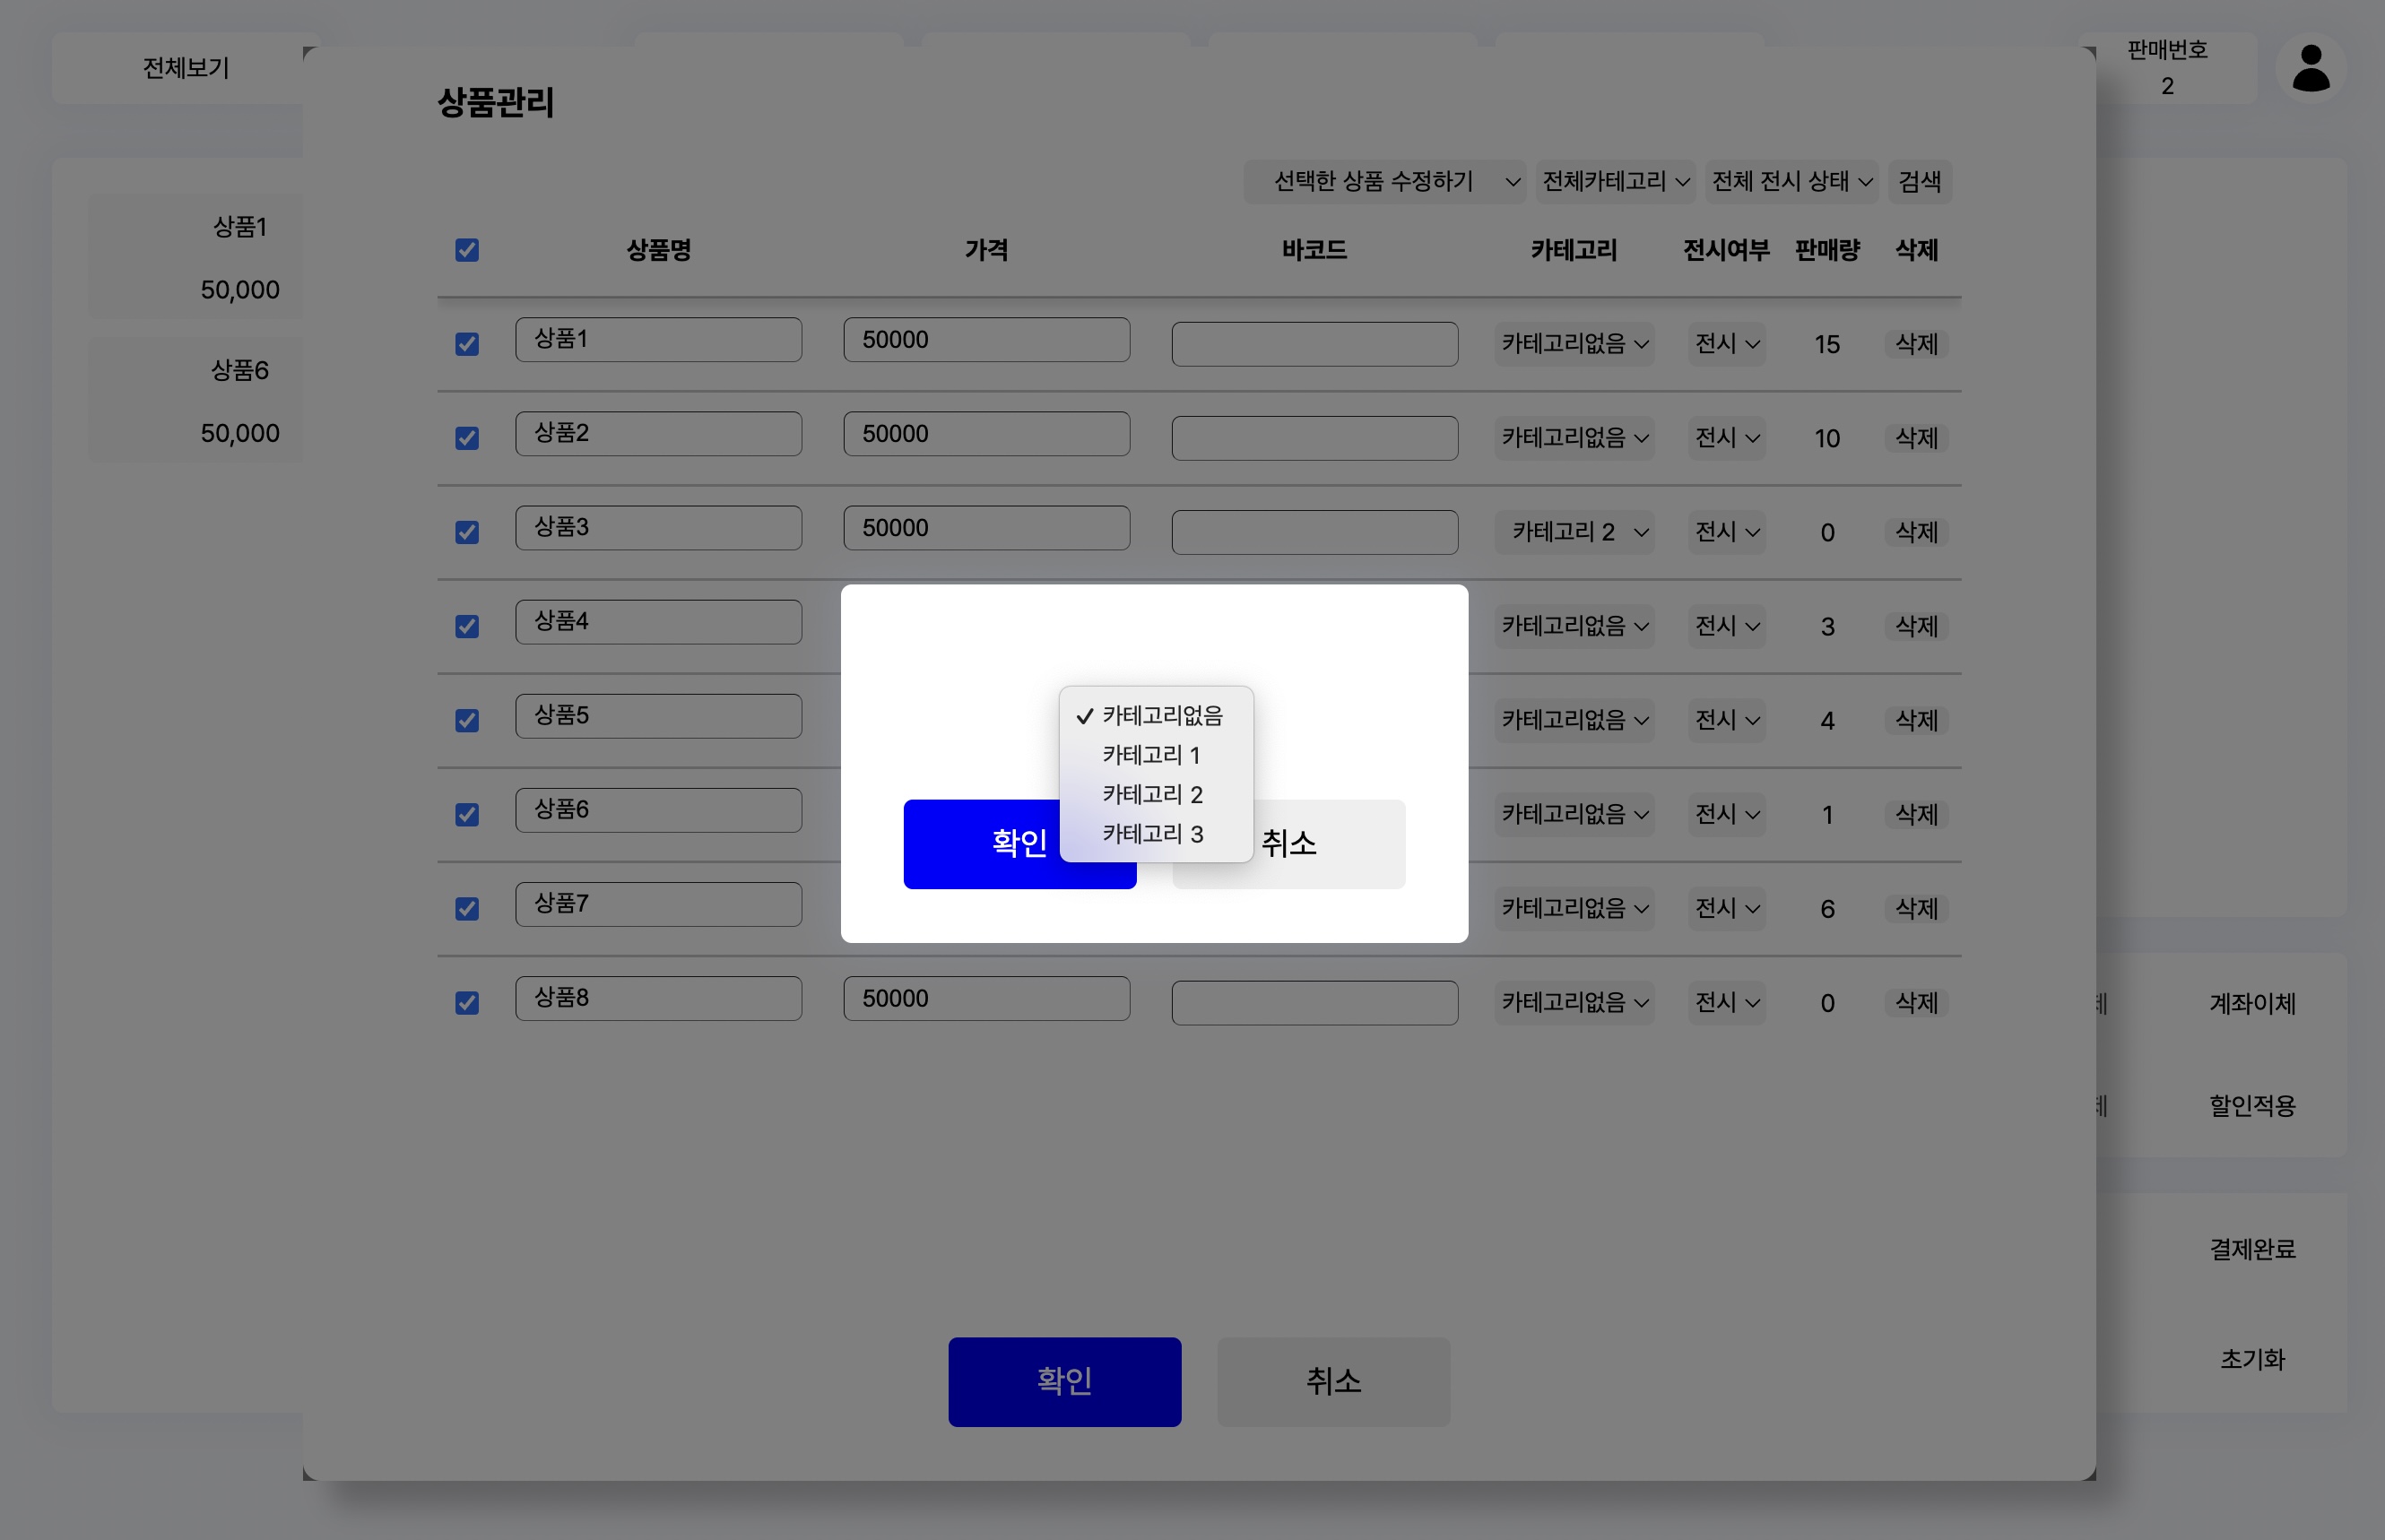 전체보기
판매번호
2
상품1
50,000
상품6
50,000
상품관리
선택한 상품 수정하기 전체카테고리 전체 전시 상태 검색
상품명 가격 바코드 카테고리 전시여부 판매량 삭제
상품1 50000 카테고리없음 전시 15 삭제
상품2 50000 카테고리없음 전시 10 삭제
상품3 50000 카테고리 2 전시 0 삭제
상품4 카테고리없음 전시 3 삭제
상품5 카테고리없음 전시 4 삭제
상품6 카테고리없음 전시 1 삭제
상품7 카테고리없음 전시 6 삭제
상품8 50000 카테고리없음 전시 0 삭제
카테고리없음
카테고리 1
카테고리 2
카테고리 3
확인 취소
확인 취소
계좌이체
할인적용
결제완료
초기화